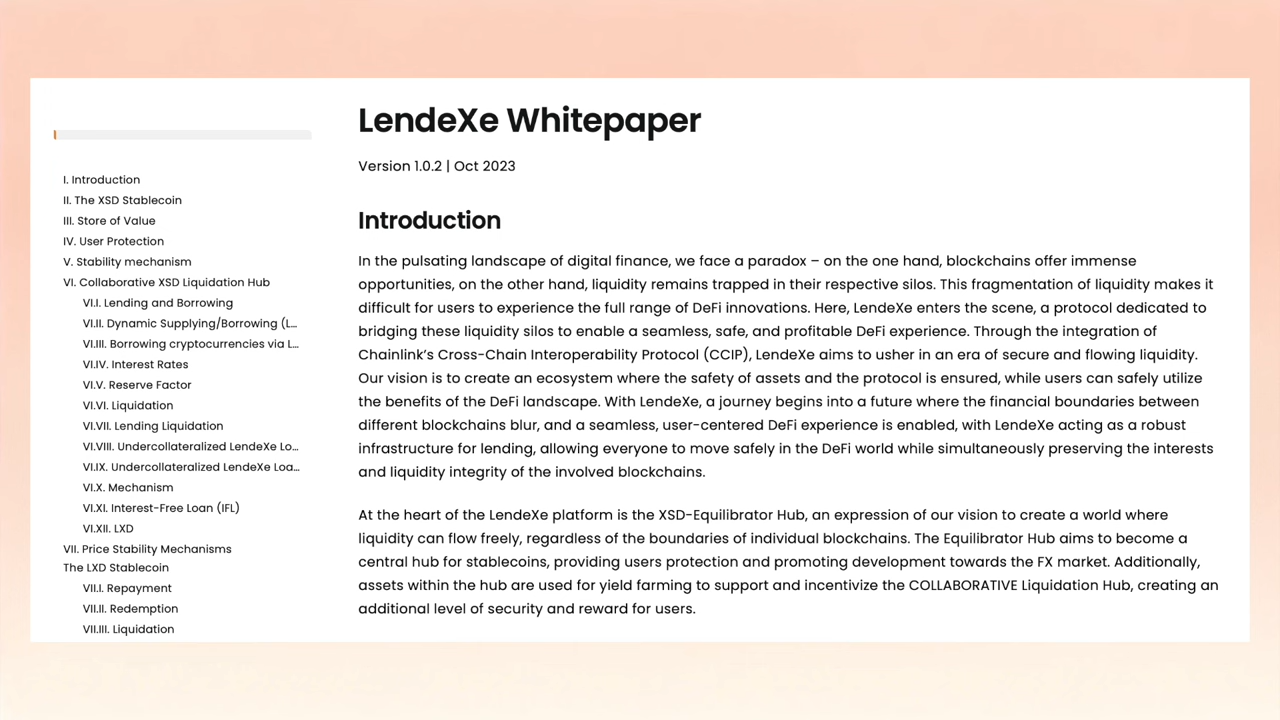 I. Introduction
II. The XSD Stablecoin
III. Store of Value
IV. User Protection
V. Stability mechanism
VI. Collaborative XSD Liquidation Hub
VI.I. Lending and Borrowing
VI.II. Dynamic Supplying/Borrowing (L...
VI.III. Borrowing cryptocurrencies via L...
VI.IV. Interest Rates
VI.V. Reserve Factor
VI.VI. Liquidation
VI.VII. Lending Liquidation
VI.VIII. Undercollateralized LendeXe Lo...
VI.IX. Undercollateralized LendeXe Loa...
VI.X. Mechanism
VI.XI. Interest-Free Loan (IFL)
VI.XII. LXD
VII. Price Stability Mechanisms
The LXD Stablecoin
VII.I. Repayment
VII.II. Redemption
VII.III. Liquidation
LendeXe Whitepaper
Version 1.0.2 | Oct 2023
Introduction
In the pulsating landscape of digital finance, we face a paradox – on the one hand, blockchains offer immense
opportunities, on the other hand, liquidity remains trapped in their respective silos. This fragmentation of liquidity makes it
difficult for users to experience the full range of DeFi innovations. Here, LendeXe enters the scene, a protocol dedicated to
bridging these liquidity silos to enable a seamless, safe, and profitable DeFi experience. Through the integration of
Chainlink’s Cross-Chain Interoperability Protocol (CCIP), LendeXe aims to usher in an era of secure and flowing liquidity.
Our vision is to create an ecosystem where the safety of assets and the protocol is ensured, while users can safely utilize
the benefits of the DeFi landscape. With LendeXe, a journey begins into a future where the financial boundaries between
different blockchains blur, and a seamless, user-centered DeFi experience is enabled, with LendeXe acting as a robust
infrastructure for lending, allowing everyone to move safely in the DeFi world while simultaneously preserving the interests
and liquidity integrity of the involved blockchains.
At the heart of the LendeXe platform is the XSD-Equilibrator Hub, an expression of our vision to create a world where
liquidity can flow freely, regardless of the boundaries of individual blockchains. The Equilibrator Hub aims to become a
central hub for stablecoins, providing users protection and promoting development towards the FX market. Additionally,
assets within the hub are used for yield farming to support and incentivize the COLLABORATIVE Liquidation Hub, creating an
additional level of security and reward for users.